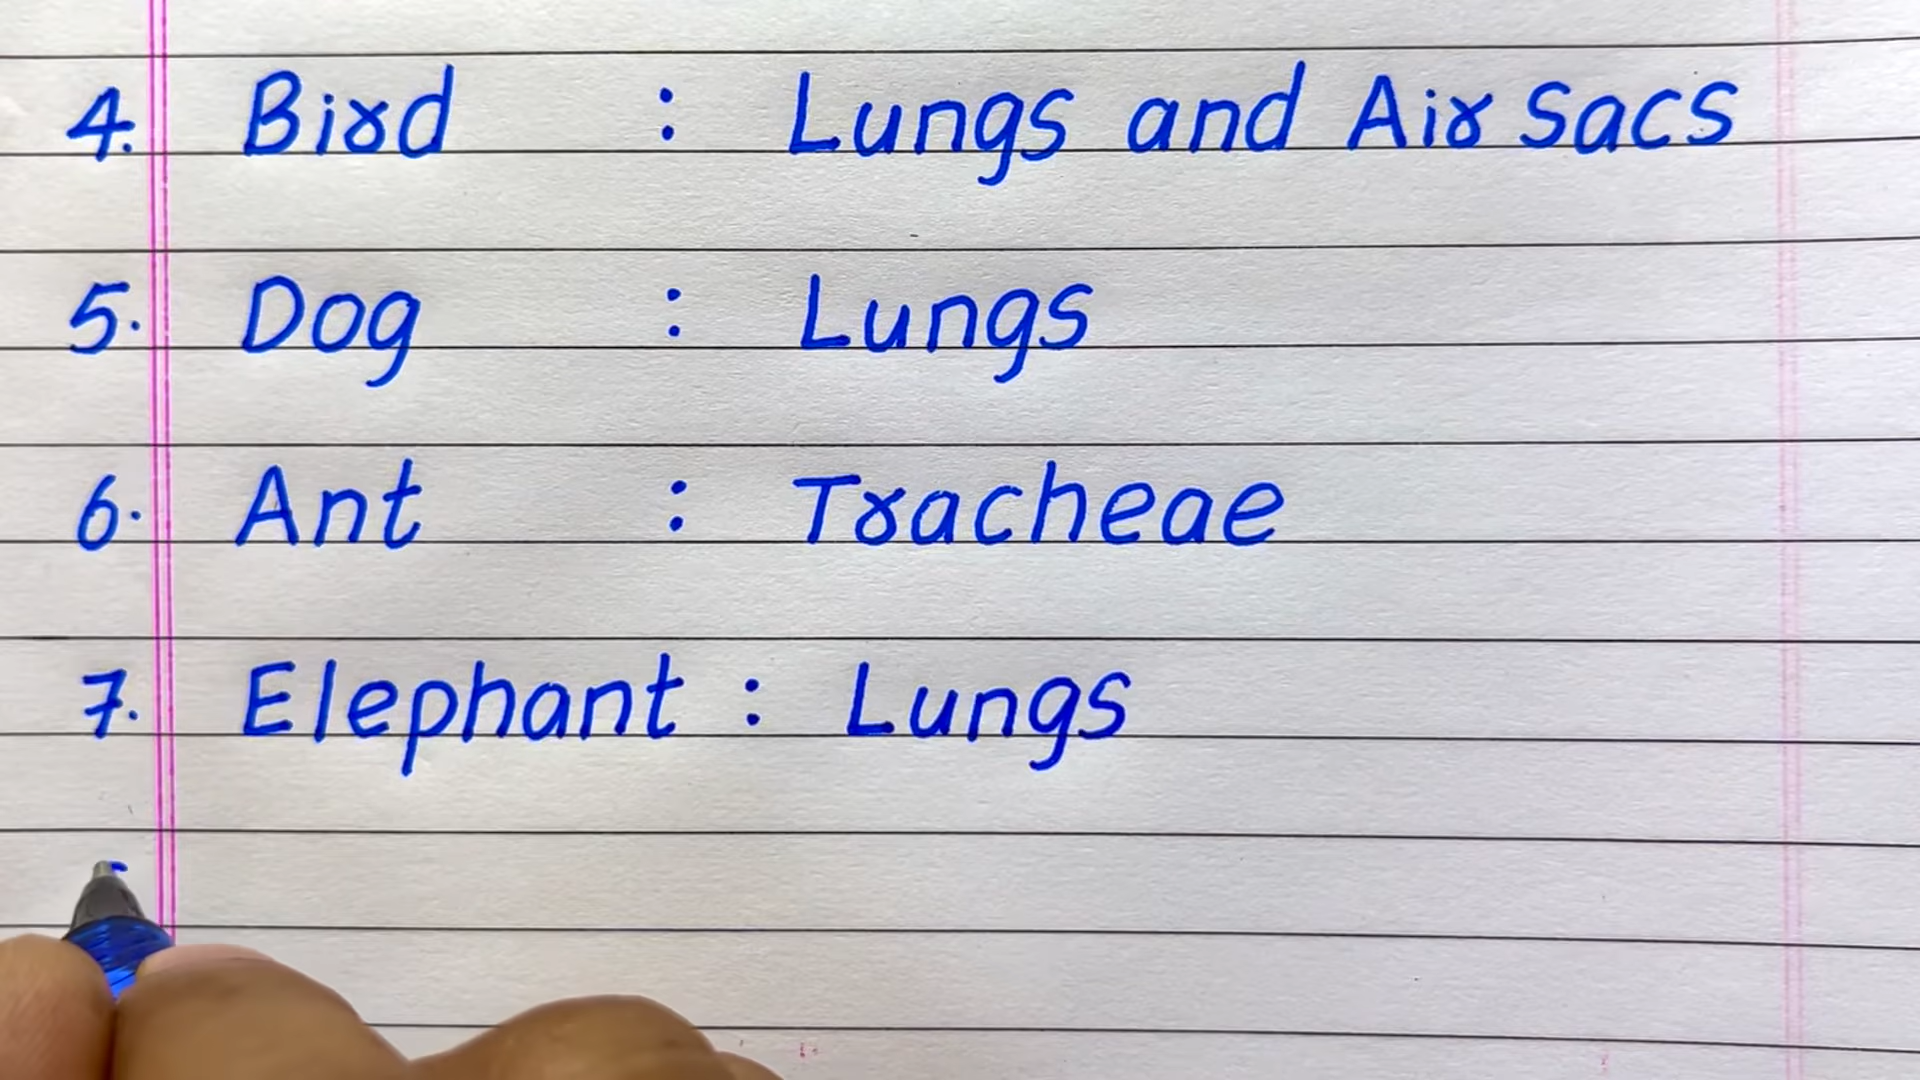 4. Bird : Lungs and Air Sacs
5. Dog : Lungs
6. Ant : Tracheae
7. Elephant : Lungs